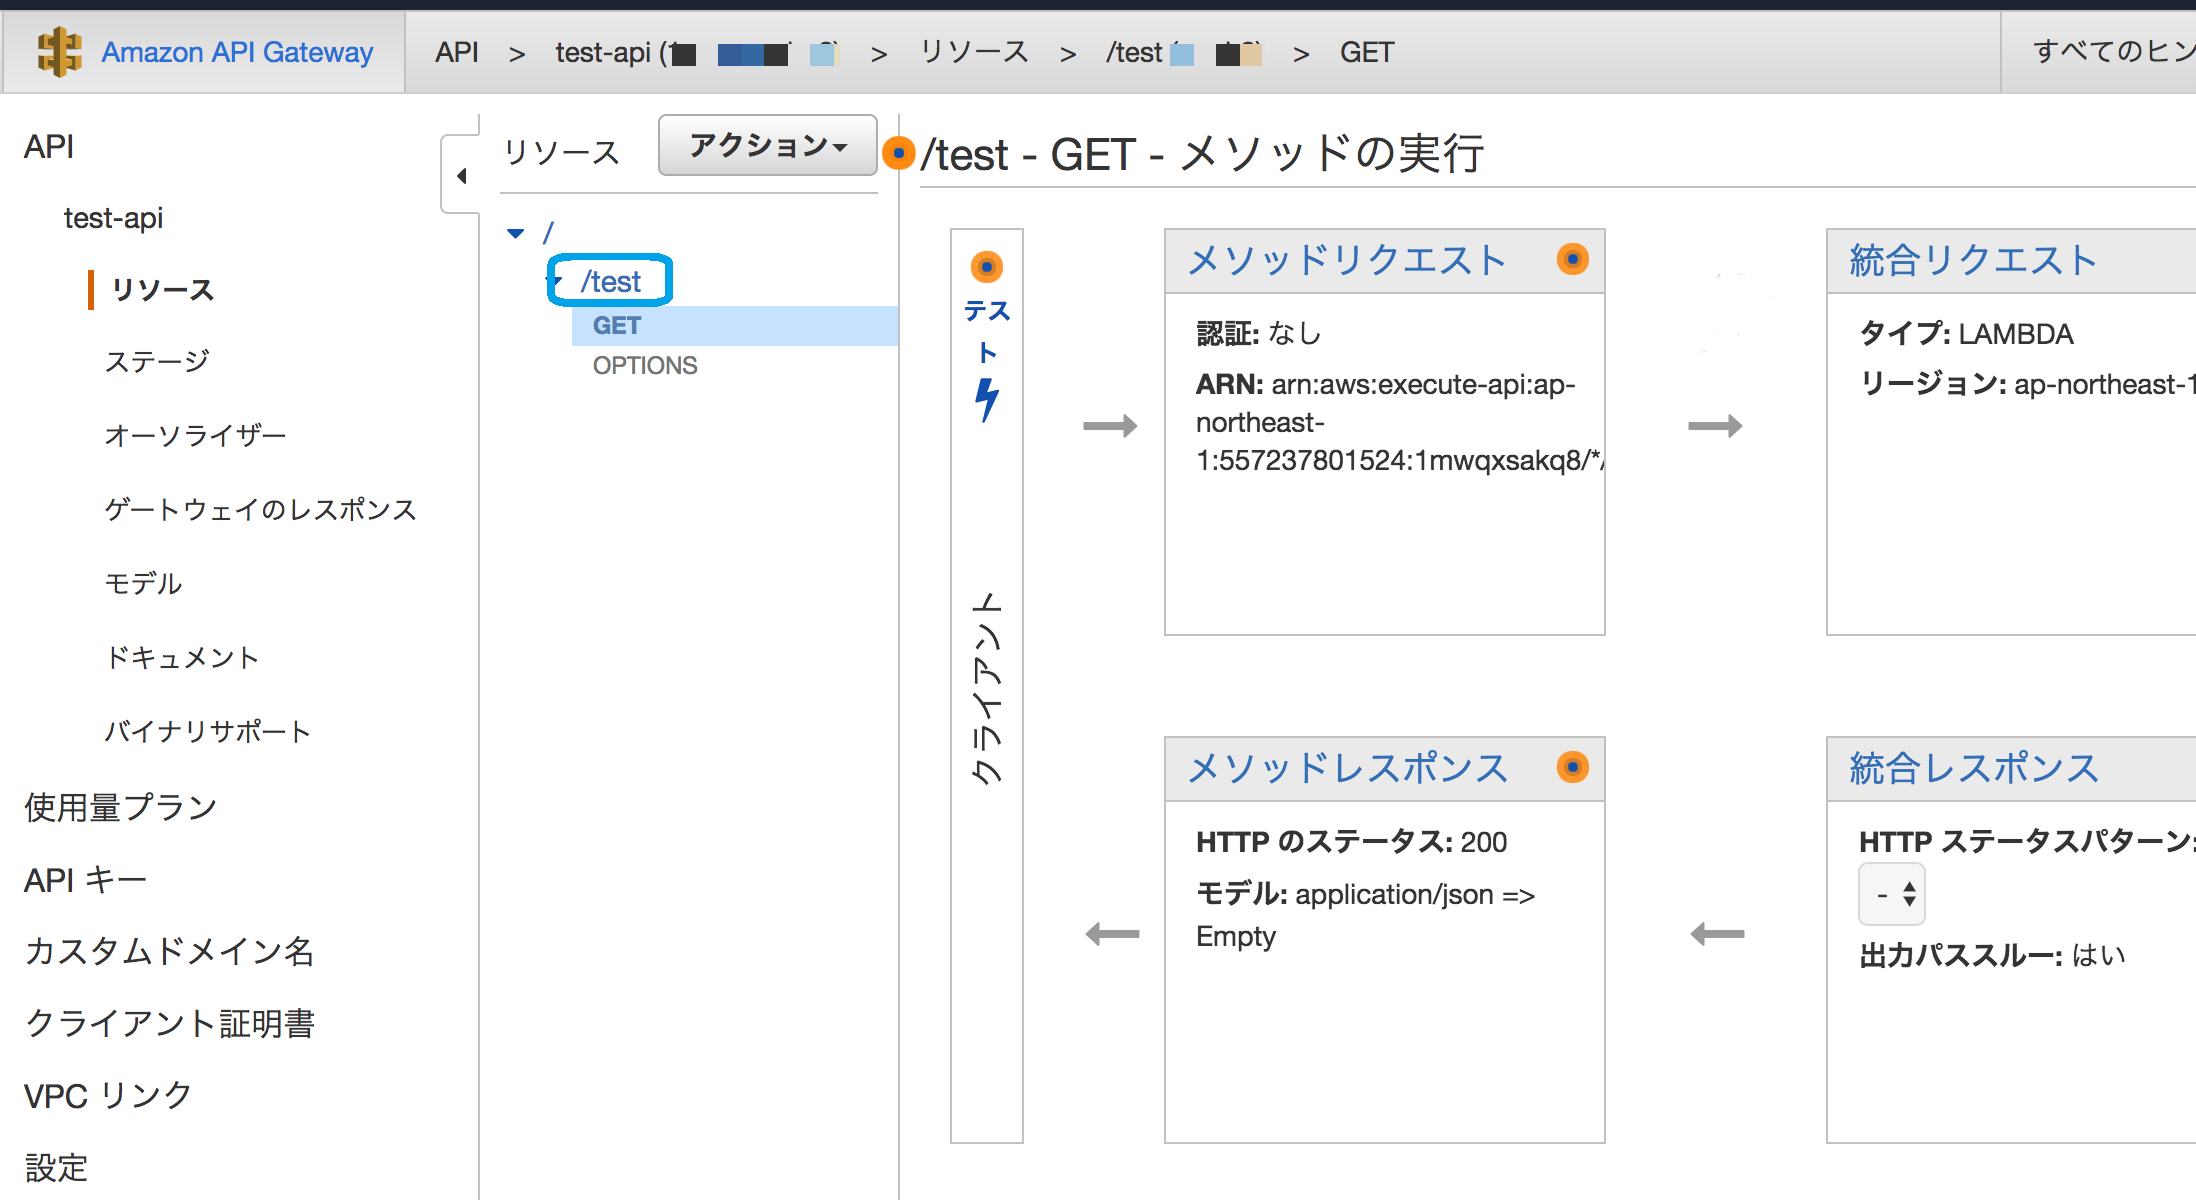 Amazon API Gateway
API > test-api ( > リソース > /test > GET
すべてのヒン
API
test-api
リソース
ステージ
オーソライザー
ゲートウェイのレスポンス
モデル
ドキュメント
バイナリサポート
使用量プラン
API キー
カスタムドメイン名
クライアント証明書
VPC リンク
設定
リソース
アクション
/
/test
GET
OPTIONS
/test - GET - メソッドの実行
テス
ト
クライアント
メソッドリクエスト
認証: なし
ARN: arn:aws:execute-api:ap-
northeast-
1:557237801524:1mwqxsakq8/*/
統合リクエスト
タイプ: LAMBDA
リージョン: ap-northeast-1
メソッドレスポンス
HTTP のステータス: 200
モデル: application/json =>
Empty
統合レスポンス
HTTP ステータスパターン:
-
出力パススルー: はい